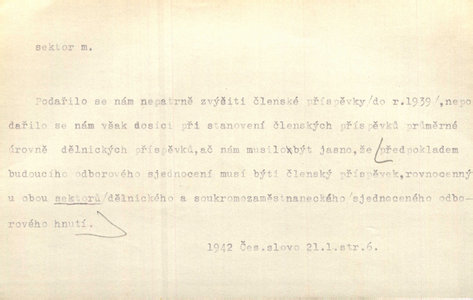 sektor m.
Podařilo se nám nepatrně zvýšiti členské příspěvky/do r.1939/,nepo
dařilo se nám však dosíci při stanovení členských příspěvků průměrné
úrovně dělnických příspěvků,ač nám musilo být jasno,že předpokladem
budoucího odborového sjednocení musí býti členský příspěvek,rovnocenný
u obou sektorů/dělnického a soukromozaměstnaneckého/sjednoceného odbo-
rového hnutí.
1942 Čes.slovo 21.1.str.6.